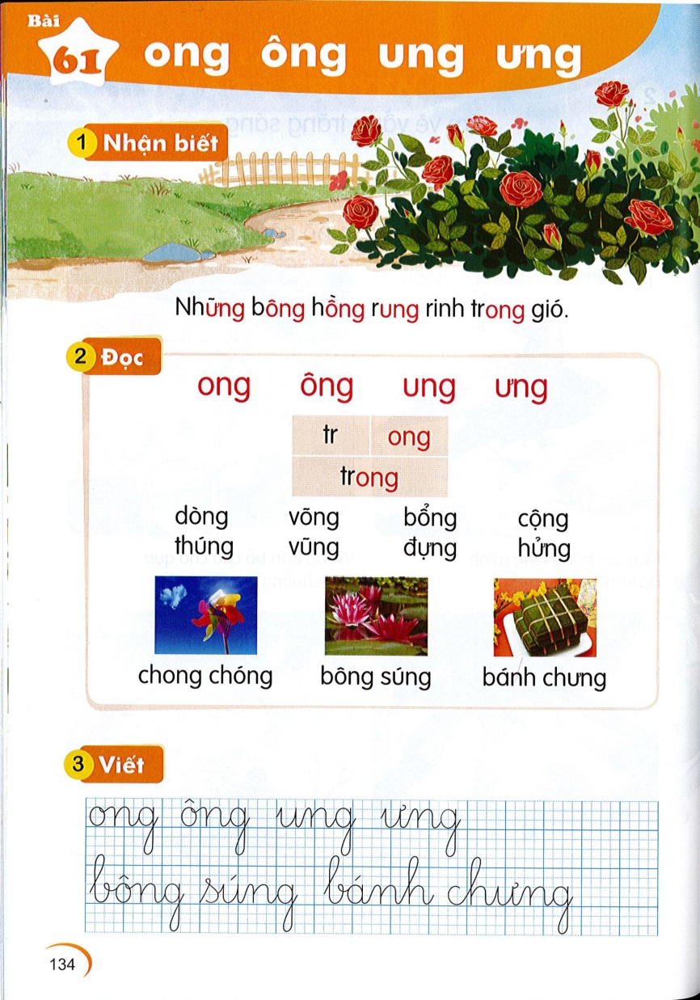 Bài
61 ong ông ung ưng
1 Nhận biết
Những bông hồng rung rinh trong gió.
2 Đọc
ong ông ung ưng
tr ong
trong
dòng võng bổng cộng
thúng vũng đựng hửng
chong chóng bông súng bánh chưng
3 Viết
ong ông ung ưng
bông súng bánh chưng
134